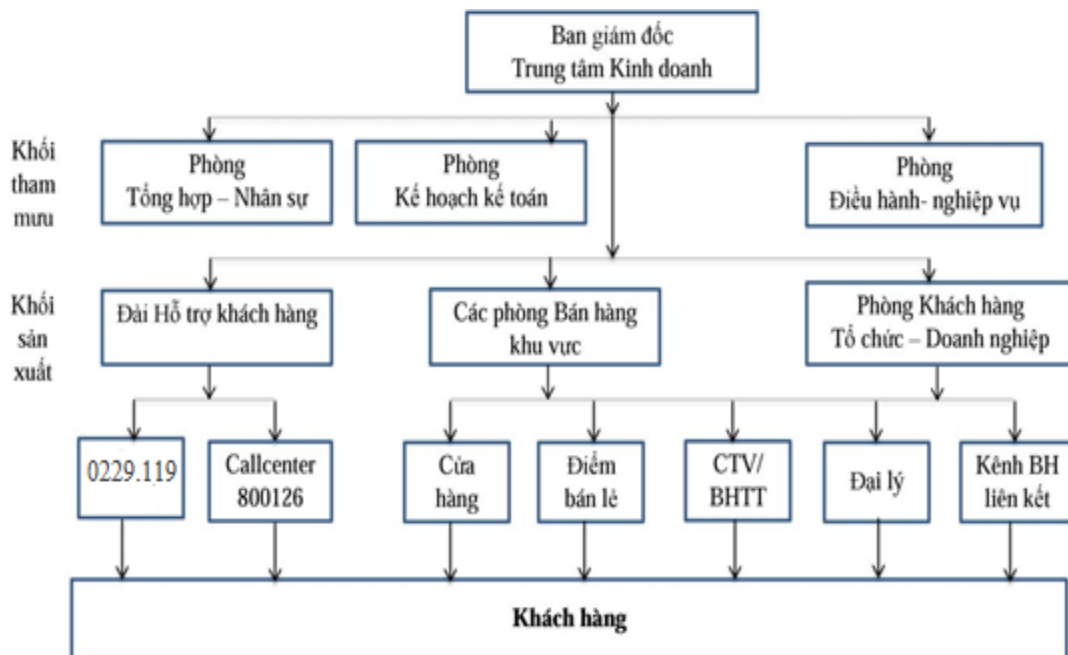 Ban giám đốc
Trung tâm Kinh doanh
Khối
tham
mưu
Phòng
Tổng hợp – Nhân sự
Phòng
Kế hoạch kế toán
Phòng
Điều hành- nghiệp vụ
Khối
sản
xuất
Đài Hỗ trợ khách hàng
Các phòng Bán hàng
khu vực
Phòng Khách hàng
Tổ chức – Doanh nghiệp
0229.119
Callcenter
800126
Cửa
hàng
Điểm
bán lẻ
CTV/
BHTT
Đại lý
Kênh BH
liên kết
Khách hàng